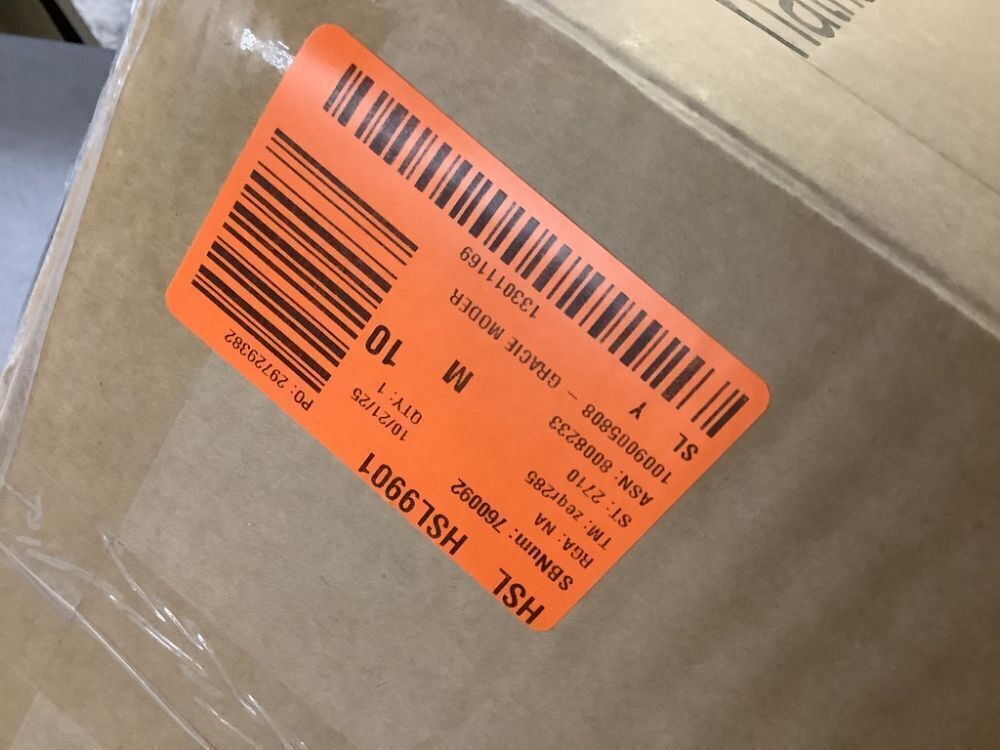 HSL HSL9901
PO: 29729382
SBNum: 760092 10/21/25
RGA: NA QTY: 1
TM: zeqr285 M 10
ST: 2710
ASN: 8008233
1009005808 – GRACIE MODER
SL Y 133011169